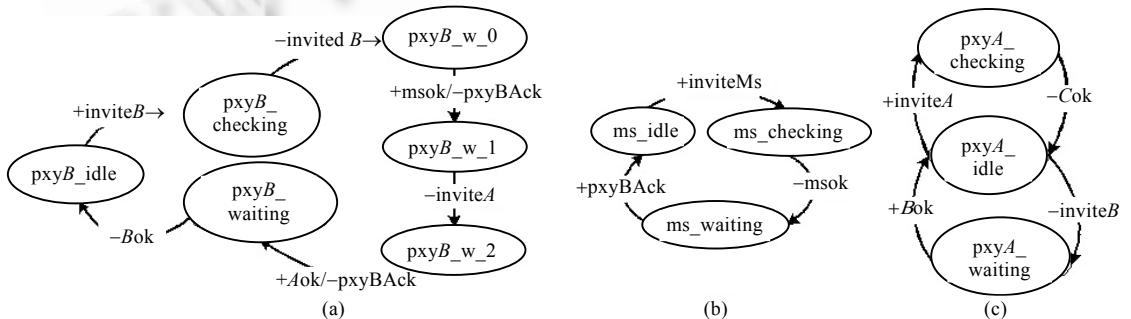 −invited B→
pxyB_w_0
+msok/−pxyBAck
pxyB_
checking
+inviteB→
pxyB_w_1
pxyB_idle
−inviteA
pxyB_
waiting
−Bok
pxyB_w_2
+Aok/−pxyBAck
(a)
+inviteMs
ms_idle
ms_checking
+pxyBAck
−msok
ms_waiting
(b)
pxyA_
checking
+inviteA
−Cok
pxyA_
idle
+Bok
−inviteB
pxyA_
waiting
(c)